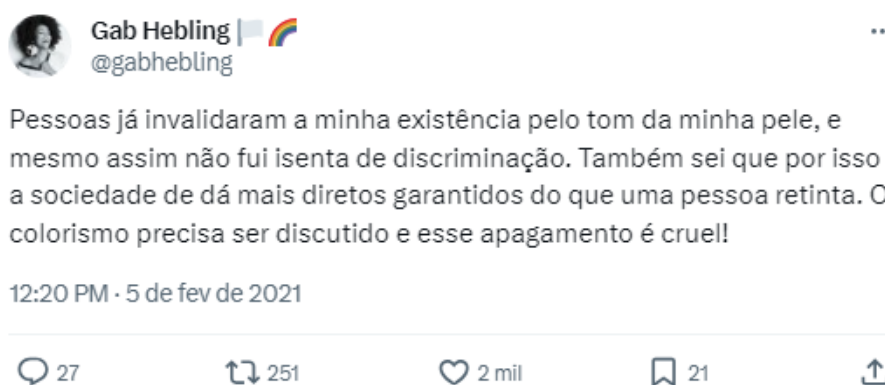 Gab Hebling
@gabhebling
Pessoas já invalidaram a minha existência pelo tom da minha pele, e
mesmo assim não fui isenta de discriminação. Também sei que por isso
a sociedade de dá mais diretos garantidos do que uma pessoa retinta. O
colorismo precisa ser discutido e esse apagamento é cruel!
12:20 PM · 5 de fev de 2021
27 251 2 mil 21